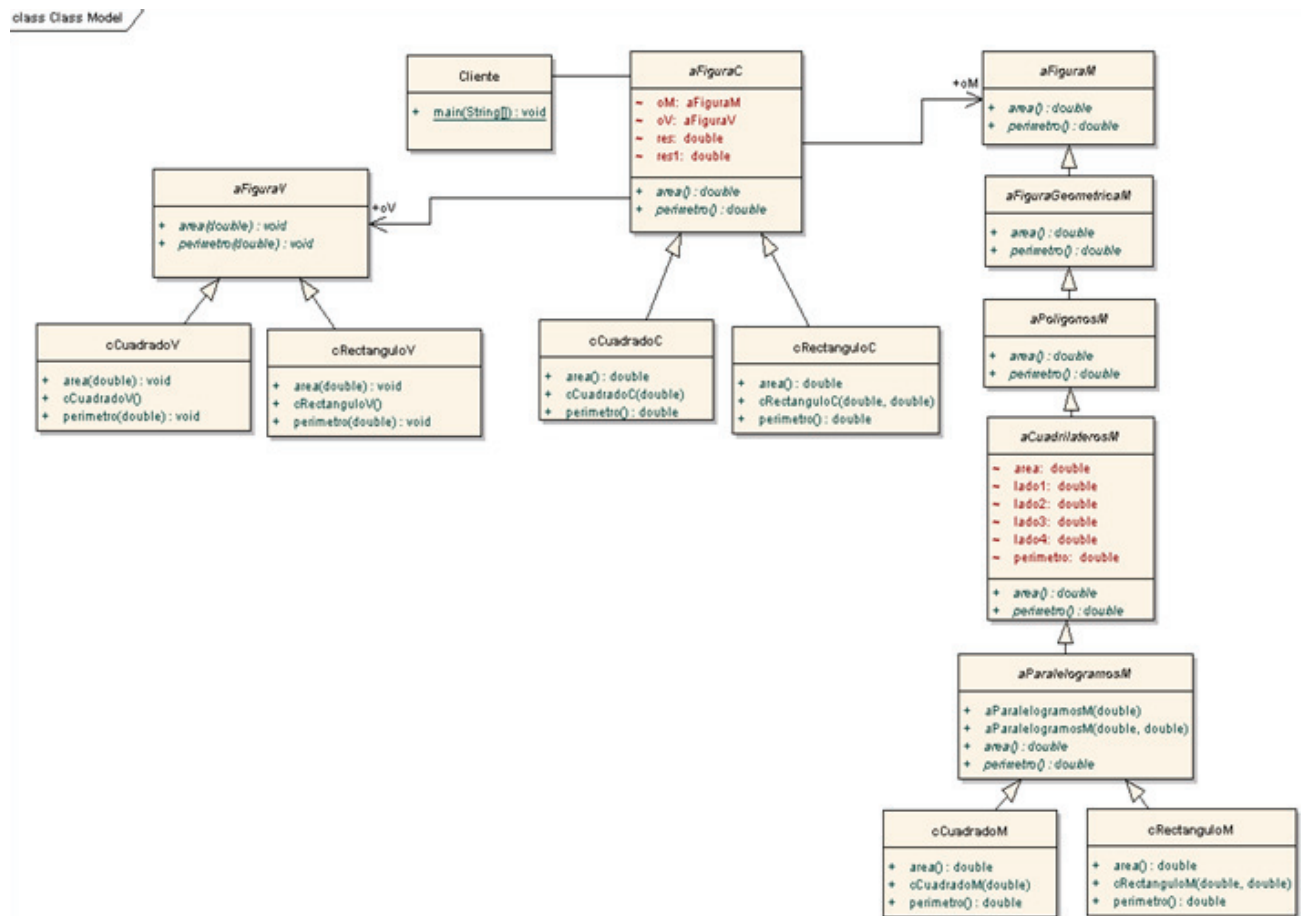 class Class Model
Cliente
+ main(String[]) : void
aFiguraC
~ oM: aFiguraM
~ oV: aFiguraV
~ res: double
~ res1: double
+ area() : double
+ perimetro() : double
+oM
aFiguraM
+ area() : double
+ perimetro() : double
aFiguraV
+ area(double) : void
+ perimetro(double) : void
+oV
aFiguraGeometricaM
+ area() : double
+ perimetro() : double
aPoligonosM
+ area() : double
+ perimetro() : double
cCuadradoV
+ area(double) : void
+ cCuadradoV()
+ perimetro(double) : void
cRectanguloV
+ area(double) : void
+ cRectanguloV()
+ perimetro(double) : void
cCuadradoC
+ area() : double
+ cCuadradoC(double)
+ perimetro() : double
cRectanguloC
+ area() : double
+ cRectanguloC(double, double)
+ perimetro() : double
aCuadrilaterosM
~ area: double
~ lado1: double
~ lado2: double
~ lado3: double
~ lado4: double
~ perimetro: double
+ area() : double
+ perimetro() : double
aParalelogramosM
+ aParalelogramosM(double)
+ aParalelogramosM(double, double)
+ area() : double
+ perimetro() : double
cCuadradoM
+ area() : double
+ cCuadradoM(double)
+ perimetro() : double
cRectanguloM
+ area() : double
+ cRectanguloM(double, double)
+ perimetro() : double